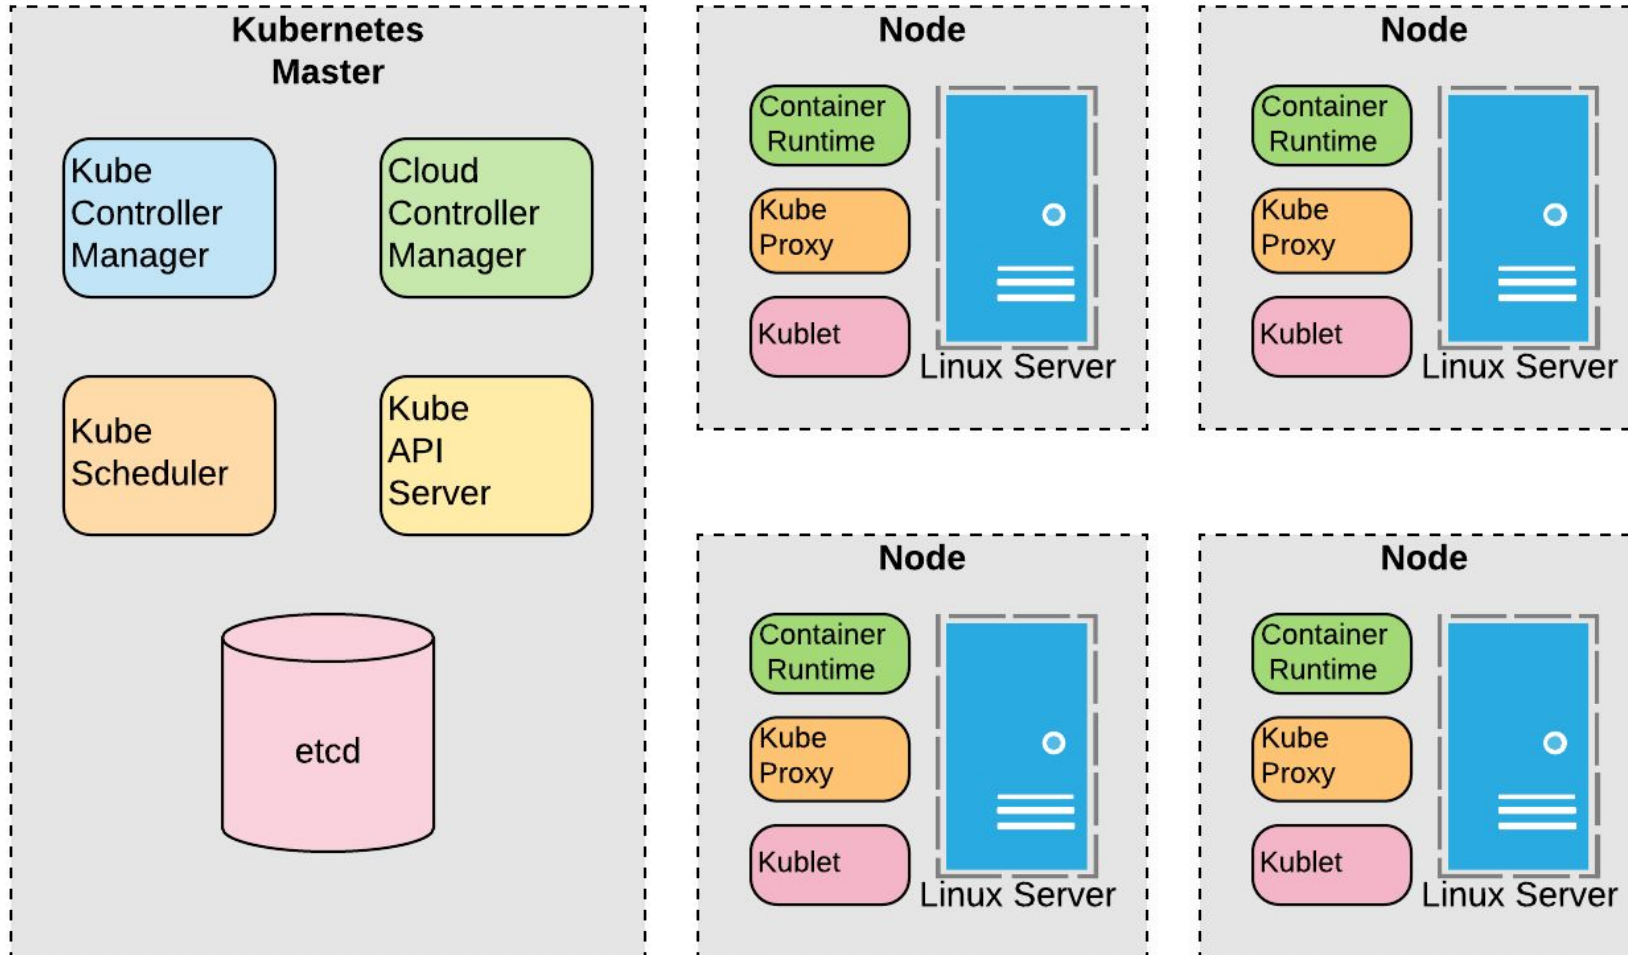 Kubernetes
Master
Kube
Controller
Manager
Cloud
Controller
Manager
Kube
Scheduler
Kube
API
Server
etcd
Node
Container
Runtime
Kube
Proxy
Kublet
Linux Server
Node
Container
Runtime
Kube
Proxy
Kublet
Linux Server
Node
Container
Runtime
Kube
Proxy
Kublet
Linux Server
Node
Container
Runtime
Kube
Proxy
Kublet
Linux Server